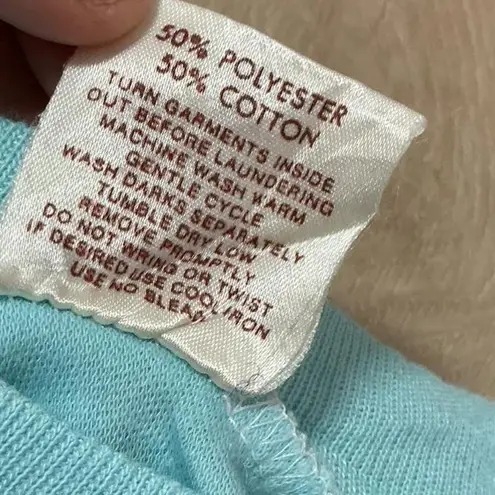 50% POLYESTER
50% COTTON
TURN GARMENTS INSIDE
OUT BEFORE LAUNDERING
MACHINE WASH WARM
GENTLE CYCLE
WASH DARKS SEPARATELY
TUMBLE DRY LOW
REMOVE PROMPTLY
DO NOT WRING OR TWIST
IF DESIRED USE COOL IRON
USE NO BLEACH